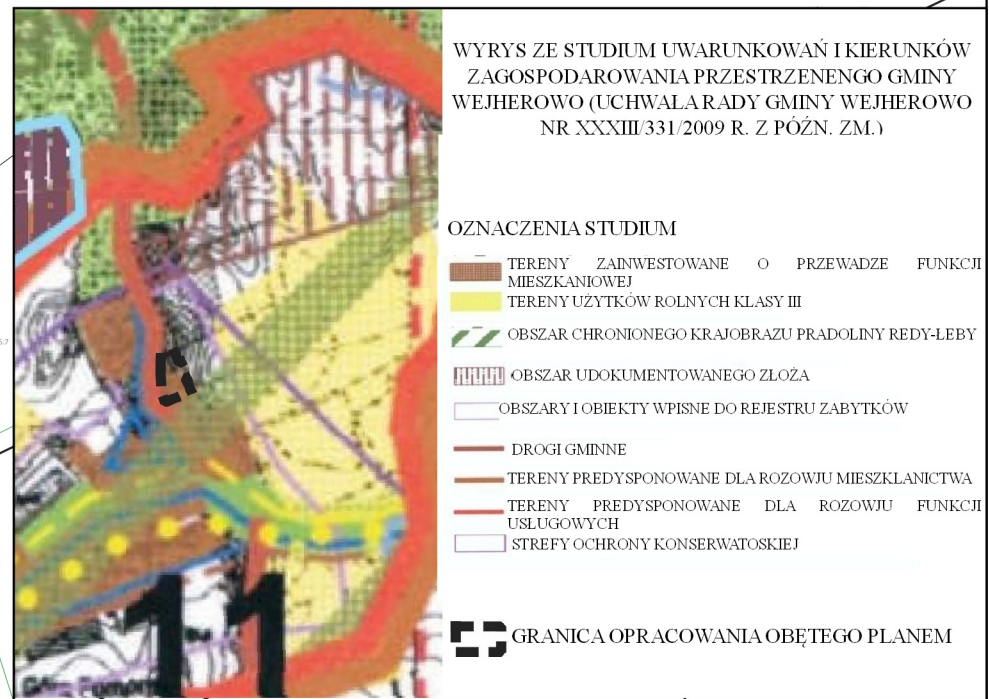 WYRYS ZE STUDIUM UWARUNKOWAŃ I KIERUNKÓW
ZAGOSPODAROWANIA PRZESTRZENENGO GMINY
WEJHEROWO (UCHWAŁA RADY GMINY WEJHEROWO
NR XXXIII/331/2009 R. Z PÓŹN. ZM.)
OZNACZENIA STUDIUM
TERENY ZAINWESTOWANE O PRZEWADZE FUNKCJI
MIESZKANIOWEJ
TERENY UŻYTKÓW ROLNYCH KLASY III
OBSZAR CHRONIONEGO KRAJOBRAZU PRADOLINY REDY-ŁEBY
OBSZAR UDOKUMENTOWANEGO ZŁOŻA
OBSZARY I OBIEKTY WPISNE DO REJESTRU ZABYTKÓW
DROGI GMINNE
TERENY PREDYSPONOWANE DLA ROZOWJU MIESZKLANICTWA
TERENY PREDYSPONOWANE DLA ROZOWJU FUNKCJI
USŁUGOWYCH
STREFY OCHRONY KONSERWATOSKIEJ
GRANICA OPRACOWANIA OBĘTEGO PLANEM
11